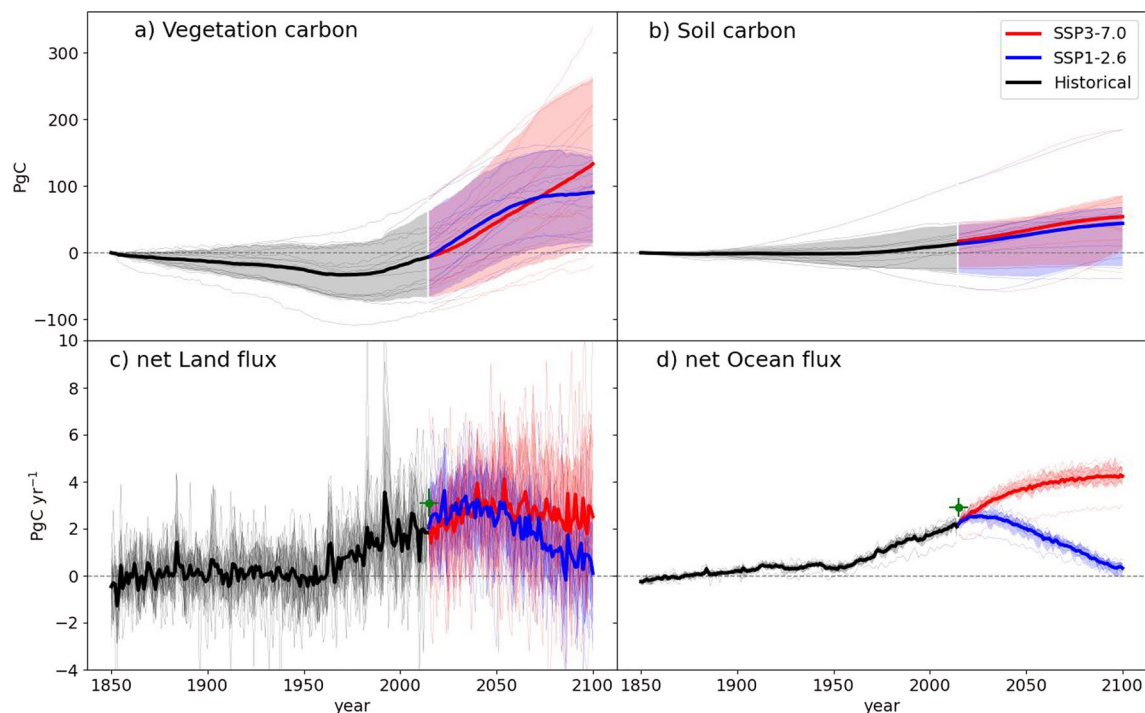 a) Vegetation carbon
b) Soil carbon
SSP3-7.0
SSP1-2.6
Historical
300
200
100
0
−100
PgC
c) net Land flux
d) net Ocean flux
10
8
6
4
2
0
−2
−4
PgC yr⁻¹
1850 1900 1950 2000 2050 2100
1850 1900 1950 2000 2050 2100
year
year